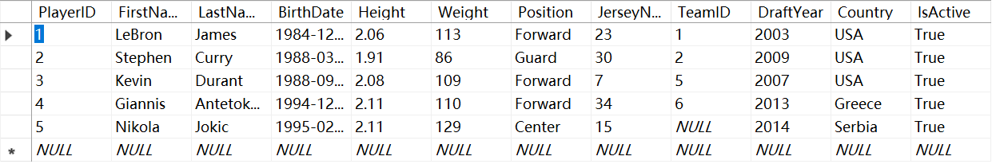 PlayerID FirstNa... LastNa... BirthDate Height Weight Position JerseyN... TeamID DraftYear Country IsActive
1 LeBron James 1984-12... 2.06 113 Forward 23 1 2003 USA True
2 Stephen Curry 1988-03... 1.91 86 Guard 30 2 2009 USA True
3 Kevin Durant 1988-09... 2.08 109 Forward 7 5 2007 USA True
4 Giannis Antetok... 1994-12... 2.11 110 Forward 34 6 2013 Greece True
5 Nikola Jokic 1995-02... 2.11 129 Center 15 NULL 2014 Serbia True
* NULL NULL NULL NULL NULL NULL NULL NULL NULL NULL NULL NULL